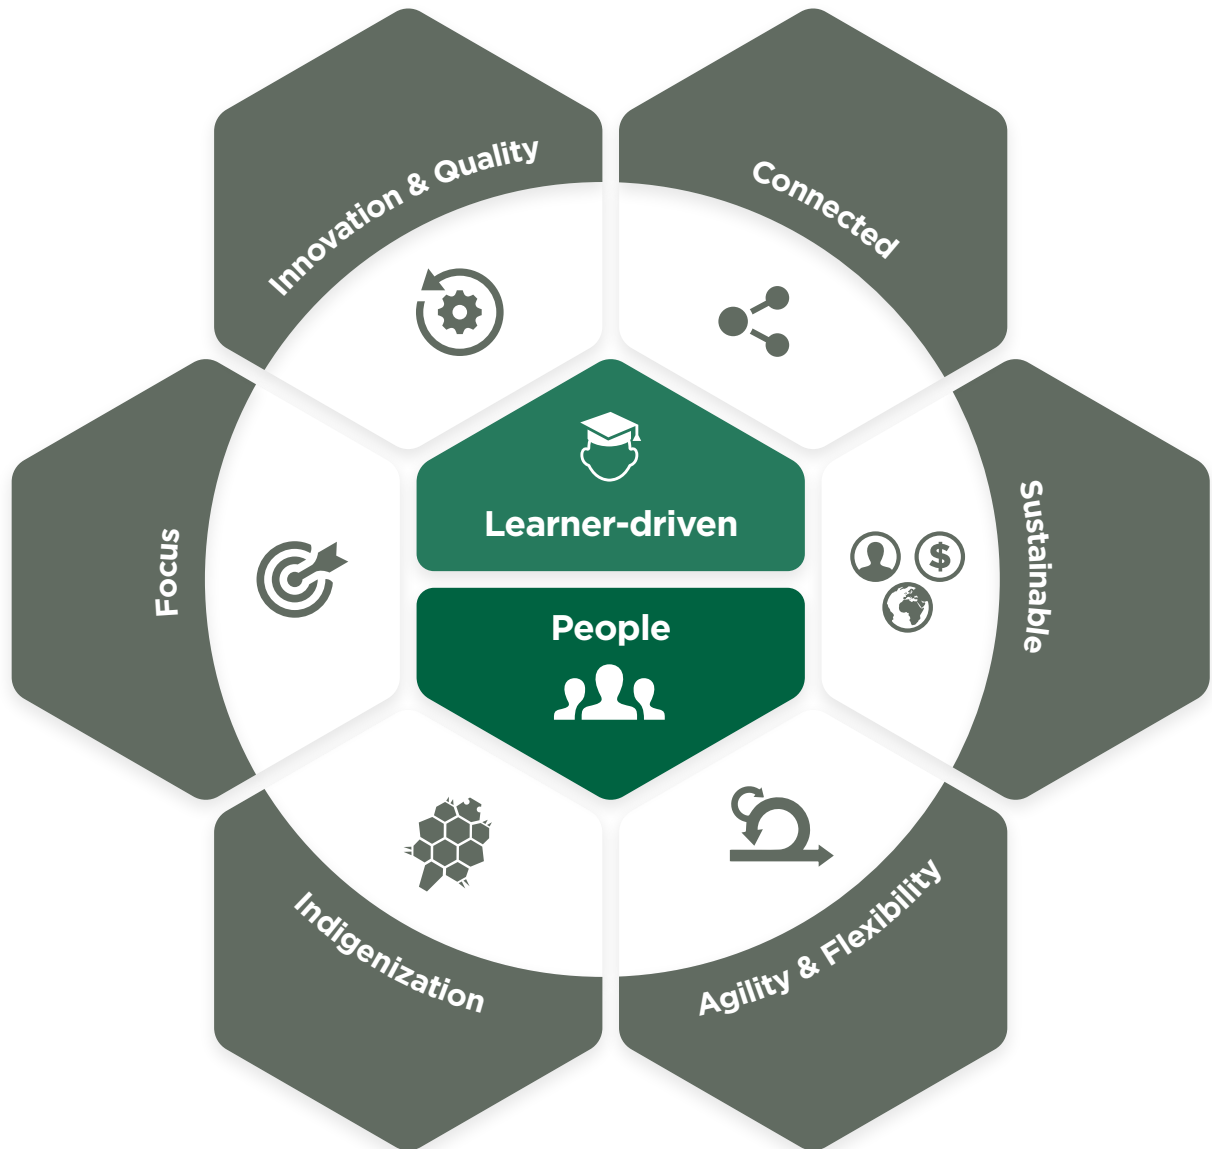 Innovation & Quality
Connected
Learner-driven
People
Focus
Sustainable
$
Indigenization
Agility & Flexibility